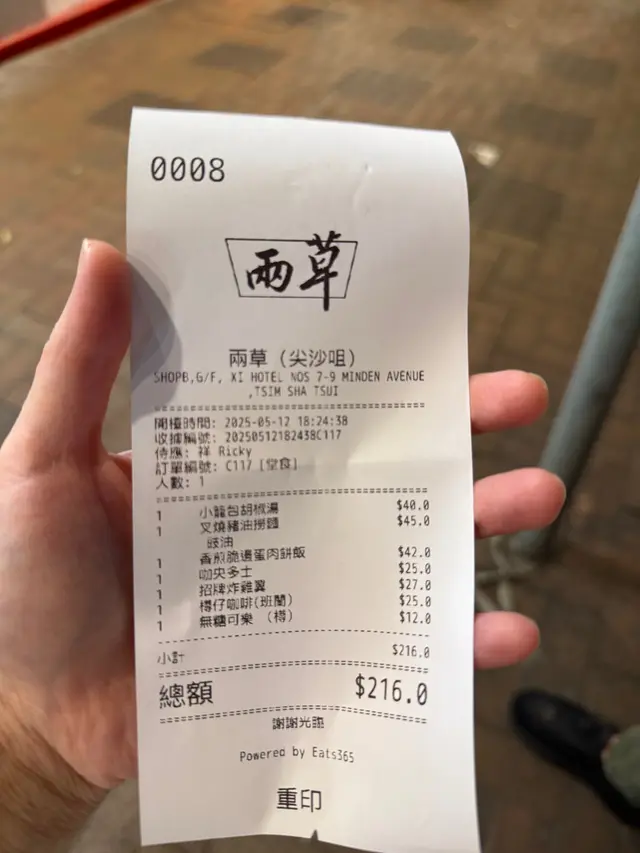 0008
兩草
兩草（尖沙咀）
SHOPB,G/F, XI HOTEL NOS 7-9 MINDEN AVENUE
,TSIM SHA TSUI
開檯時間: 2025-05-12 18:24:38
收據編號: 20250512182438C117
侍應: 祥 Ricky
訂單編號: C117 [堂食]
人數: 1
1 小籠包胡椒湯 $40.0
1 叉燒豬油撈麵 $45.0
豉油
1 香煎脆邊蛋肉餅飯 $42.0
1 咖央多士 $25.0
1 招牌炸雞翼 $27.0
1 樽仔咖啡(班蘭) $25.0
1 無糖可樂 （樽） $12.0
小計 $216.0
總額 $216.0
謝謝光臨
Powered by Eats365
重印